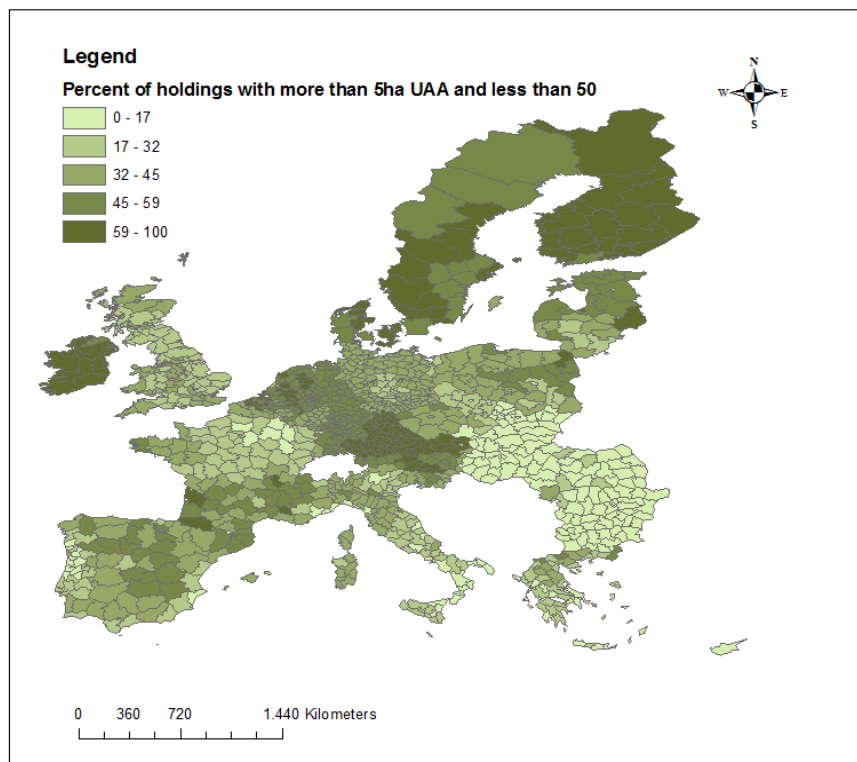 Legend
Percent of holdings with more than 5ha UAA and less than 50
0 - 17
17 - 32
32 - 45
45 - 59
59 - 100
N
W E
S
0 360 720 1.440 Kilometers